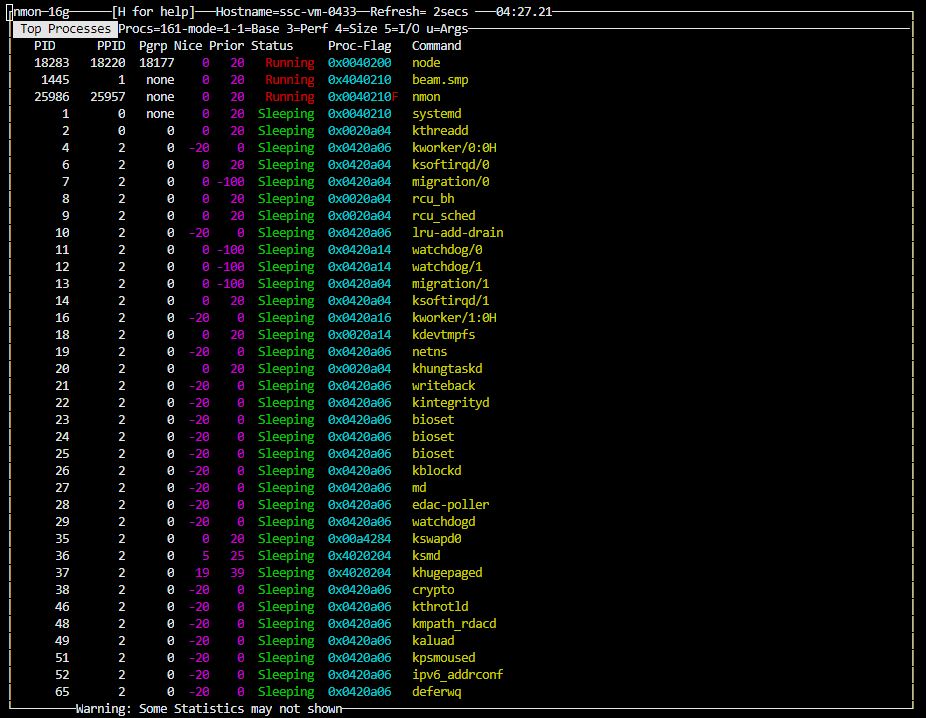 nmon-16g [H for help] Hostname=ssc-vm-0433 Refresh= 2secs 04:27.21
Top Processes Procs=161-mode=1-1=Base 3=Perf 4=Size 5=I/O u=Args
PID PPID Pgrp Nice Prior Status Proc-Flag Command
18283 18220 18177 0 20 Running 0x0040200 node
1445 1 none 0 20 Running 0x4040210 beam.smp
25986 25957 none 0 20 Running 0x0040210F nmon
1 0 none 0 20 Sleeping 0x0040210 systemd
2 0 0 0 20 Sleeping 0x0020a04 kthreadd
4 2 0 -20 0 Sleeping 0x0420a06 kworker/0:0H
6 2 0 0 20 Sleeping 0x0420a04 ksoftirqd/0
7 2 0 0 -100 Sleeping 0x0420a04 migration/0
8 2 0 0 20 Sleeping 0x0020a04 rcu_bh
9 2 0 0 20 Sleeping 0x0020a04 rcu_sched
10 2 0 -20 0 Sleeping 0x0420a06 lru-add-drain
11 2 0 0 -100 Sleeping 0x0420a14 watchdog/0
12 2 0 0 -100 Sleeping 0x0420a14 watchdog/1
13 2 0 0 -100 Sleeping 0x0420a04 migration/1
14 2 0 0 20 Sleeping 0x0420a04 ksoftirqd/1
16 2 0 -20 0 Sleeping 0x0420a16 kworker/1:0H
18 2 0 0 20 Sleeping 0x0020a14 kdevtmpfs
19 2 0 -20 0 Sleeping 0x0420a06 netns
20 2 0 0 20 Sleeping 0x0020a04 khungtaskd
21 2 0 -20 0 Sleeping 0x0420a06 writeback
22 2 0 -20 0 Sleeping 0x0420a06 kintegrityd
23 2 0 -20 0 Sleeping 0x0420a06 bioset
24 2 0 -20 0 Sleeping 0x0420a06 bioset
25 2 0 -20 0 Sleeping 0x0420a06 bioset
26 2 0 -20 0 Sleeping 0x0420a06 kblockd
27 2 0 -20 0 Sleeping 0x0420a06 md
28 2 0 -20 0 Sleeping 0x0420a06 edac-poller
29 2 0 -20 0 Sleeping 0x0420a06 watchdogd
35 2 0 0 20 Sleeping 0x00a4284 kswapd0
36 2 0 5 25 Sleeping 0x4020204 ksmd
37 2 0 19 39 Sleeping 0x4020204 khugepaged
38 2 0 -20 0 Sleeping 0x0420a06 crypto
46 2 0 -20 0 Sleeping 0x0420a06 kthrotld
48 2 0 -20 0 Sleeping 0x0420a06 kmpath_rdacd
49 2 0 -20 0 Sleeping 0x0420a06 kaluad
51 2 0 -20 0 Sleeping 0x0420a06 kpsmoused
52 2 0 -20 0 Sleeping 0x0420a06 ipv6_addrconf
65 2 0 -20 0 Sleeping 0x0420a06 deferwq
Warning: Some Statistics may not shown